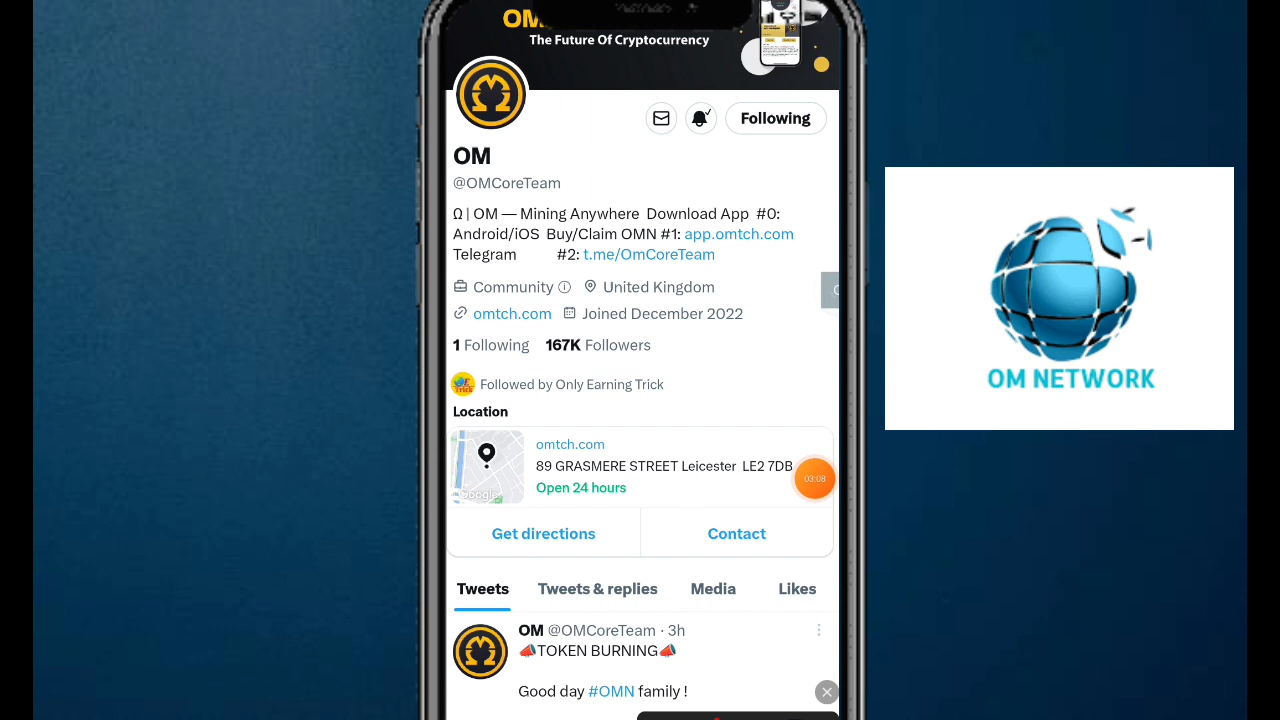 OM
The Future Of Cryptocurrency
Following
OM
@OMCoreTeam
Ω | OM — Mining Anywhere Download App #0:
Android/iOS Buy/Claim OMN #1: app.omtch.com
Telegram #2: t.me/OmCoreTeam
Community United Kingdom
omtch.com Joined December 2022
1 Following 167K Followers
Followed by Only Earning Trick
Location
omtch.com
89 GRASMERE STREET Leicester LE2 7DB
Open 24 hours
Google
03:08
Get directions Contact
Tweets Tweets & replies Media Likes
OM @OMCoreTeam · 3h
📣TOKEN BURNING📣
Good day #OMN family !
OM NETWORK